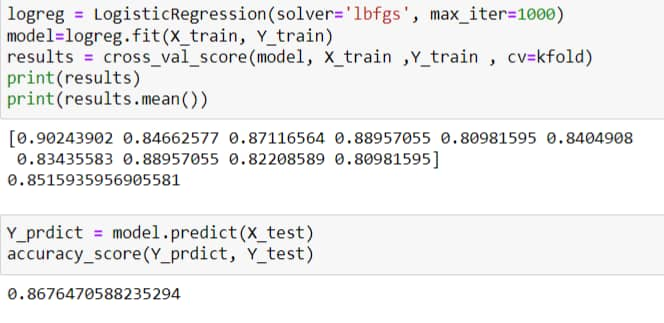 logreg = LogisticRegression(solver='lbfgs', max_iter=1000)
model=logreg.fit(X_train, Y_train)
results = cross_val_score(model, X_train ,Y_train , cv=kfold)
print(results)
print(results.mean())
[0.90243902 0.84662577 0.87116564 0.88957055 0.80981595 0.8404908
0.83435583 0.88957055 0.82208589 0.80981595]
0.8515935956905581
Y_prdict = model.predict(X_test)
accuracy_score(Y_prdict, Y_test)
0.8676470588235294